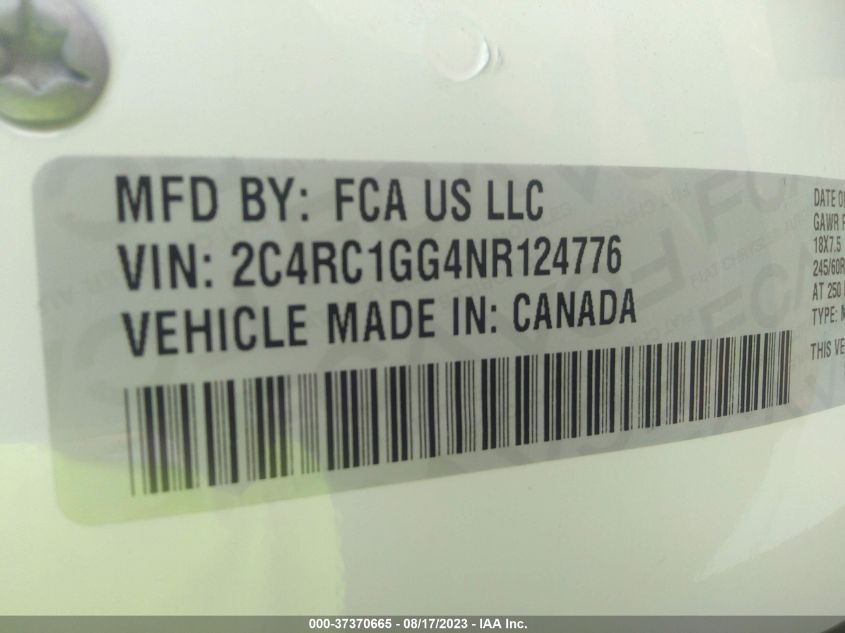 MFD BY: FCA US LLC
VIN: 2C4RC1GG4NR124776
VEHICLE MADE IN: CANADA
DATE O
GAWR
18X7.5
245/60R
AT 250
TYPE:
THIS VE
000-37370665 - 08/17/2023 - IAA Inc.